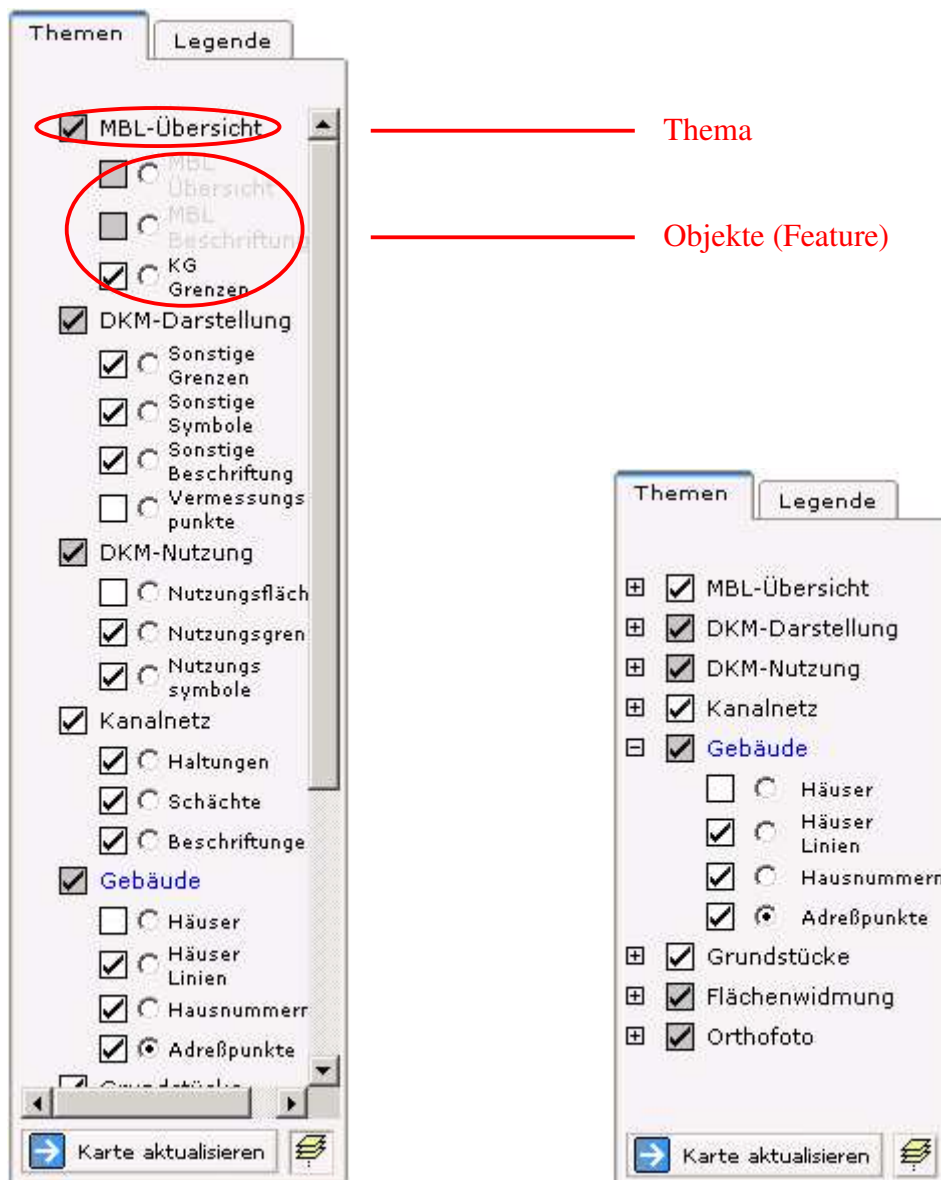 Themen
Legende
MBL-Übersicht
MBL
Übersicht
MBL
Beschriftung
KG
Grenzen
DKM-Darstellung
Sonstige
Grenzen
Sonstige
Symbole
Sonstige
Beschriftung
Vermessungs
punkte
DKM-Nutzung
Nutzungsfläch
Nutzungsgren
Nutzungs
symbole
Kanalnetz
Haltungen
Schächte
Beschriftunge
Gebäude
Häuser
Häuser
Linien
Hausnummern
Adreßpunkte
Grundstücke
Karte aktualisieren
Thema
Objekte (Feature)
Themen
Legende
MBL-Übersicht
DKM-Darstellung
DKM-Nutzung
Kanalnetz
Gebäude
Häuser
Häuser
Linien
Hausnummern
Adreßpunkte
Grundstücke
Flächenwidmung
Orthofoto
Karte aktualisieren